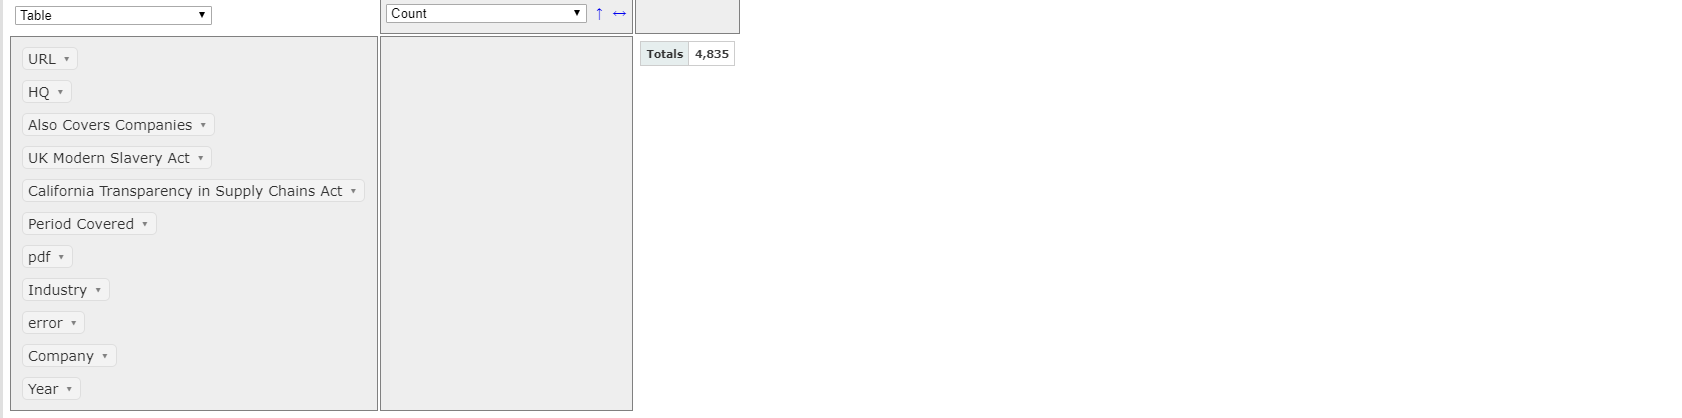 Table
Count
URL
HQ
Also Covers Companies
UK Modern Slavery Act
California Transparency in Supply Chains Act
Period Covered
pdf
Industry
error
Company
Year
Totals 4,835